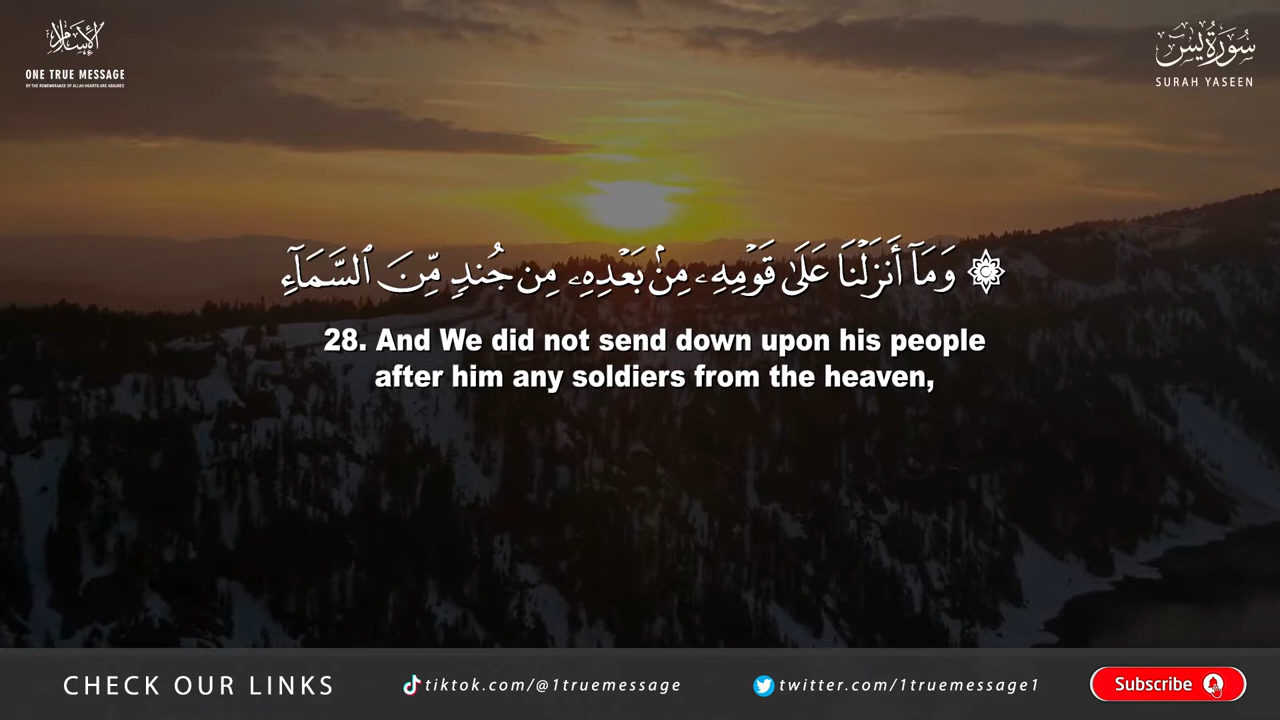 الإسلام
ONE TRUE MESSAGE
BY THE REMEMBRANCE OF ALLAH HEARTS ARE ASSURED
سُورَةُ يسٓ
SURAH YASEEN
۞ وَمَآ أَنزَلْنَا عَلَىٰ قَوْمِهِۦ مِنۢ بَعْدِهِۦ مِن جُندٍ مِّنَ ٱلسَّمَآءِ
28. And We did not send down upon his people
after him any soldiers from the heaven,
CHECK OUR LINKS
tiktok.com/@1truemessage
twitter.com/1truemessage1
Subscribe